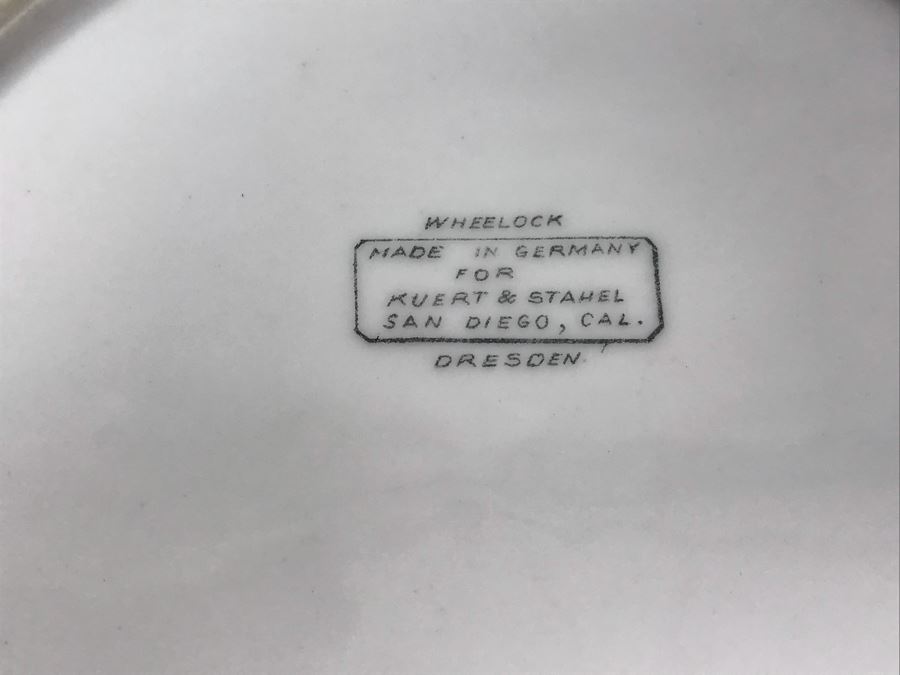 WHEELOCK
MADE IN GERMANY
FOR
KUERT & STAHEL
SAN DIEGO, CAL.
DRESDEN